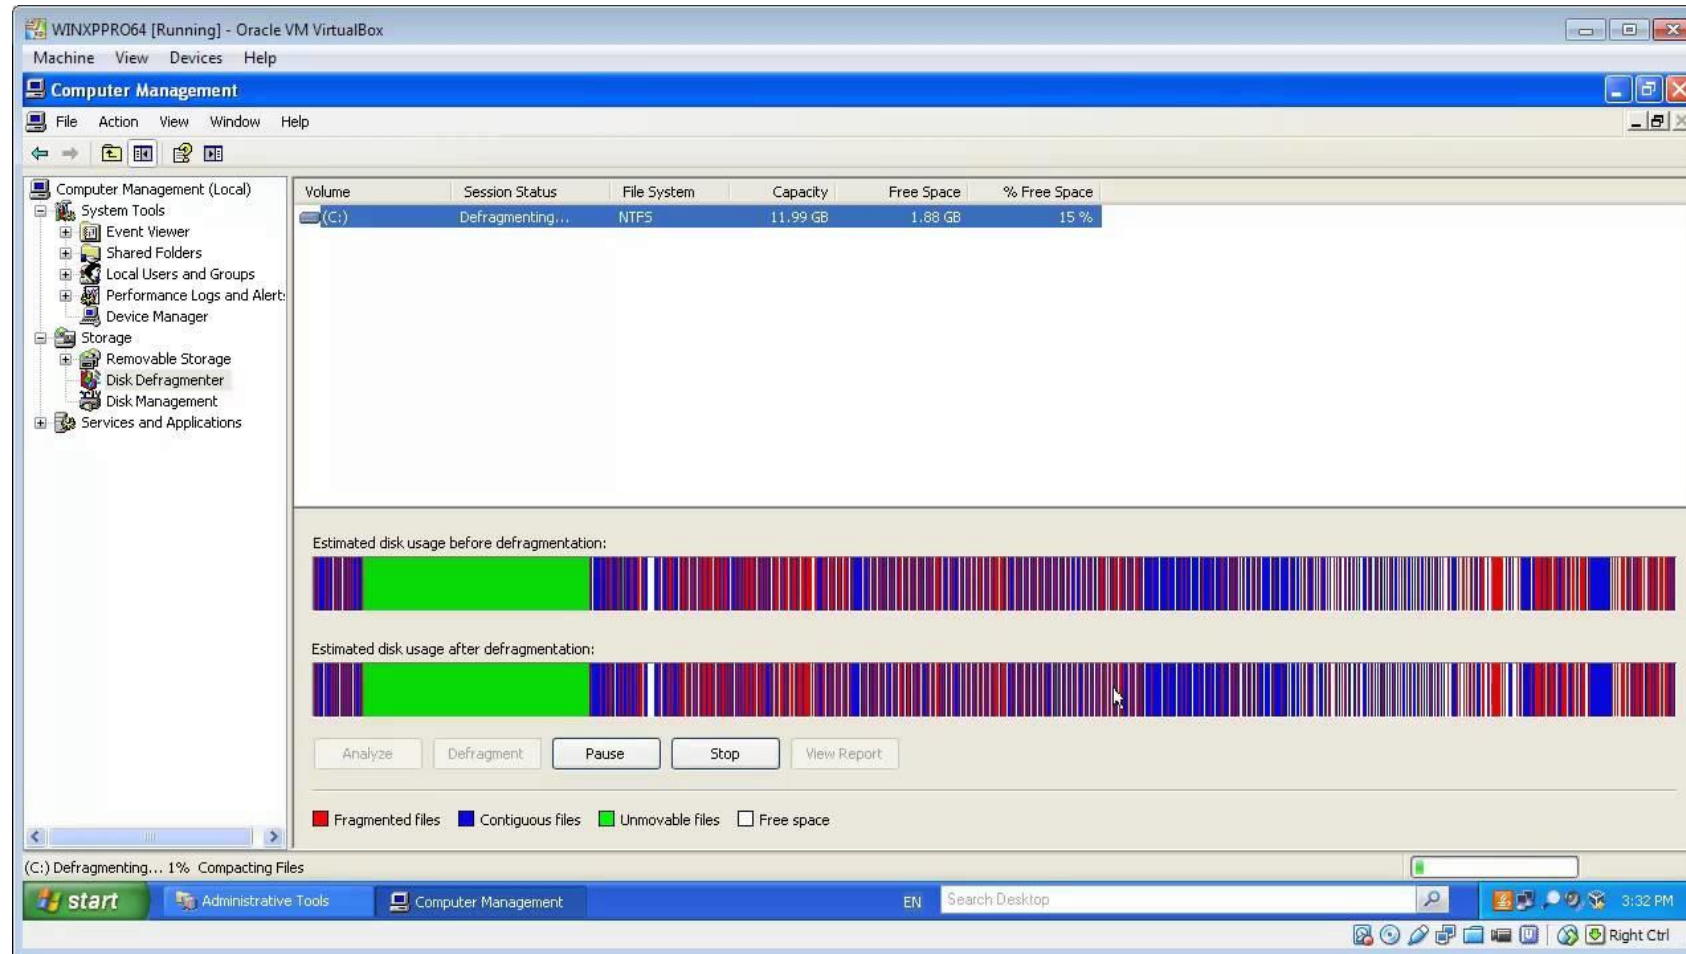 WINXPPRO64 [Running] - Oracle VM VirtualBox
Machine View Devices Help
Computer Management
File Action View Window Help
Computer Management (Local)
System Tools
Event Viewer
Shared Folders
Local Users and Groups
Performance Logs and Alert:
Device Manager
Storage
Removable Storage
Disk Defragmenter
Disk Management
Services and Applications
Volume Session Status File System Capacity Free Space % Free Space
(C:) Defragmenting... NTFS 11.99 GB 1.88 GB 15 %
Estimated disk usage before defragmentation:
Estimated disk usage after defragmentation:
Analyze Defragment Pause Stop View Report
Fragmented files Contiguous files Unmovable files Free space
(C:) Defragmenting... 1% Compacting Files
start Administrative Tools Computer Management EN Search Desktop 3:32 PM
Right Ctrl